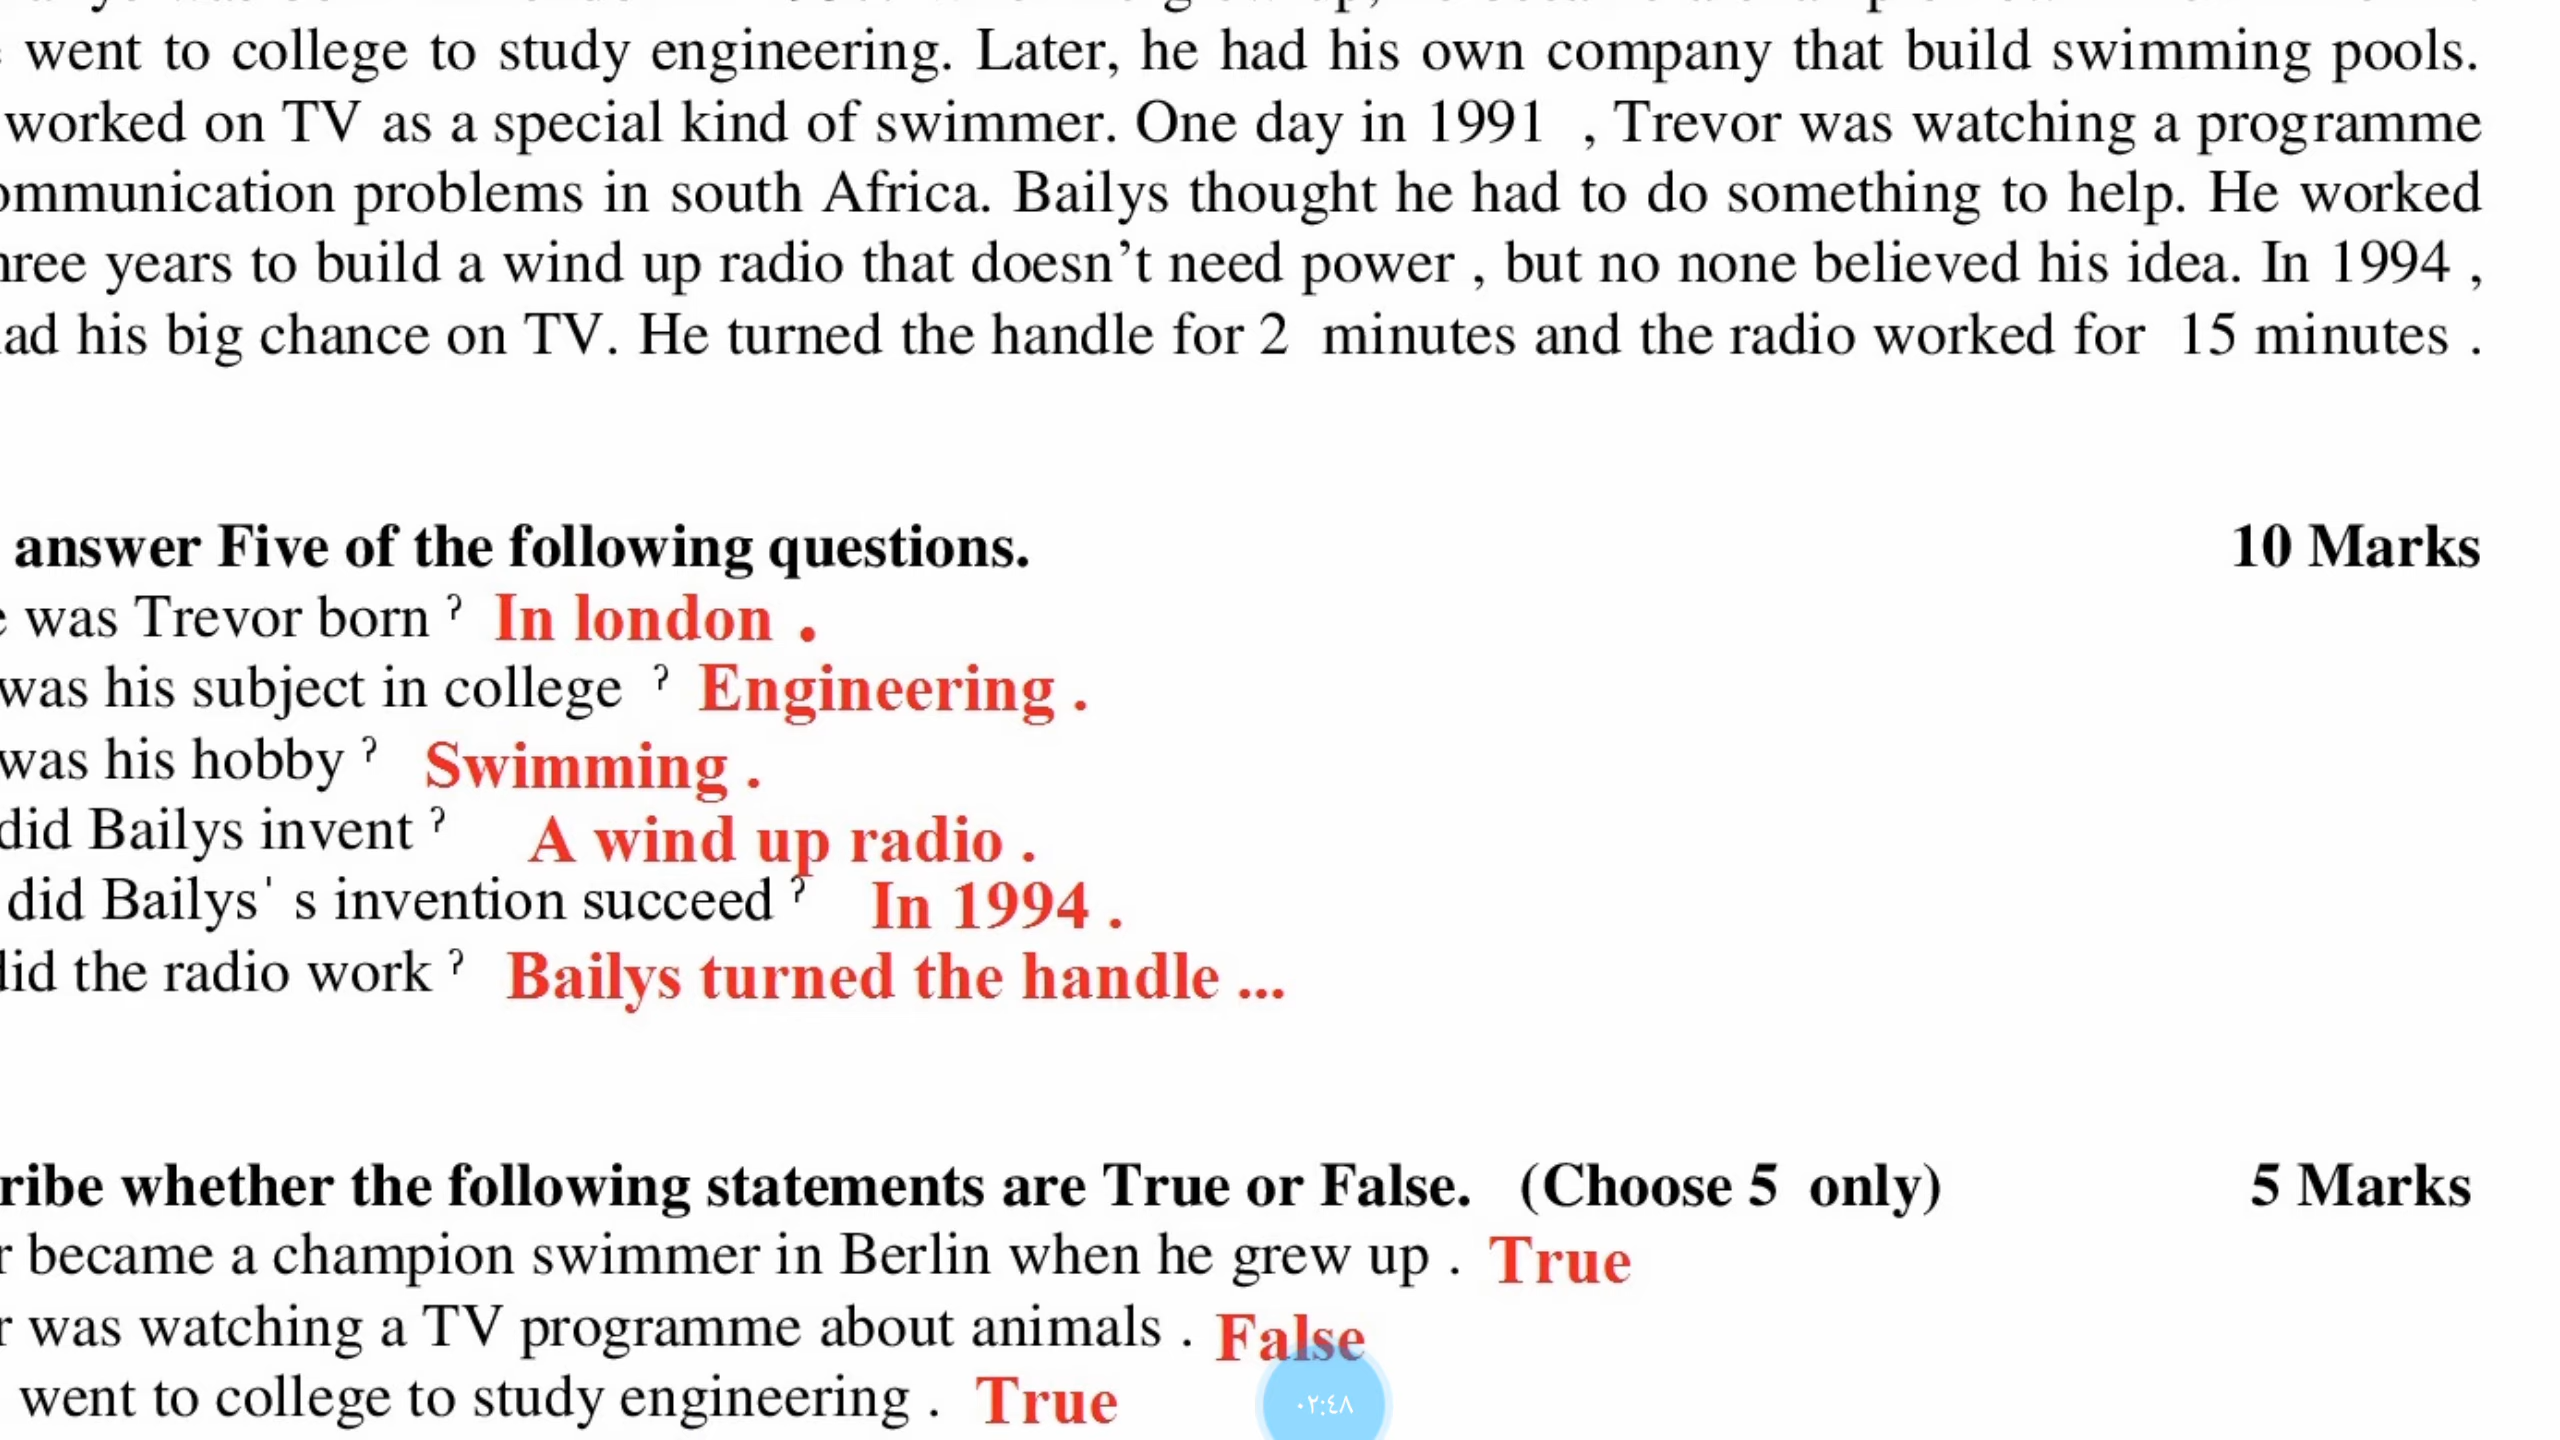 went to college to study engineering. Later, he had his own company that build swimming pools.
worked on TV as a special kind of swimmer. One day in 1991 , Trevor was watching a programme
ommunication problems in south Africa. Bailys thought he had to do something to help. He worked
hree years to build a wind up radio that doesn’t need power , but no none believed his idea. In 1994 ,
ad his big chance on TV. He turned the handle for 2 minutes and the radio worked for 15 minutes .
answer Five of the following questions. 10 Marks
e was Trevor born ? In london .
was his subject in college ? Engineering .
was his hobby ? Swimming .
did Bailys invent ? A wind up radio .
did Bailys' s invention succeed ? In 1994 .
did the radio work ? Bailys turned the handle ...
ribe whether the following statements are True or False. (Choose 5 only) 5 Marks
r became a champion swimmer in Berlin when he grew up . True
r was watching a TV programme about animals . False
went to college to study engineering . True
٠٢:٤٨